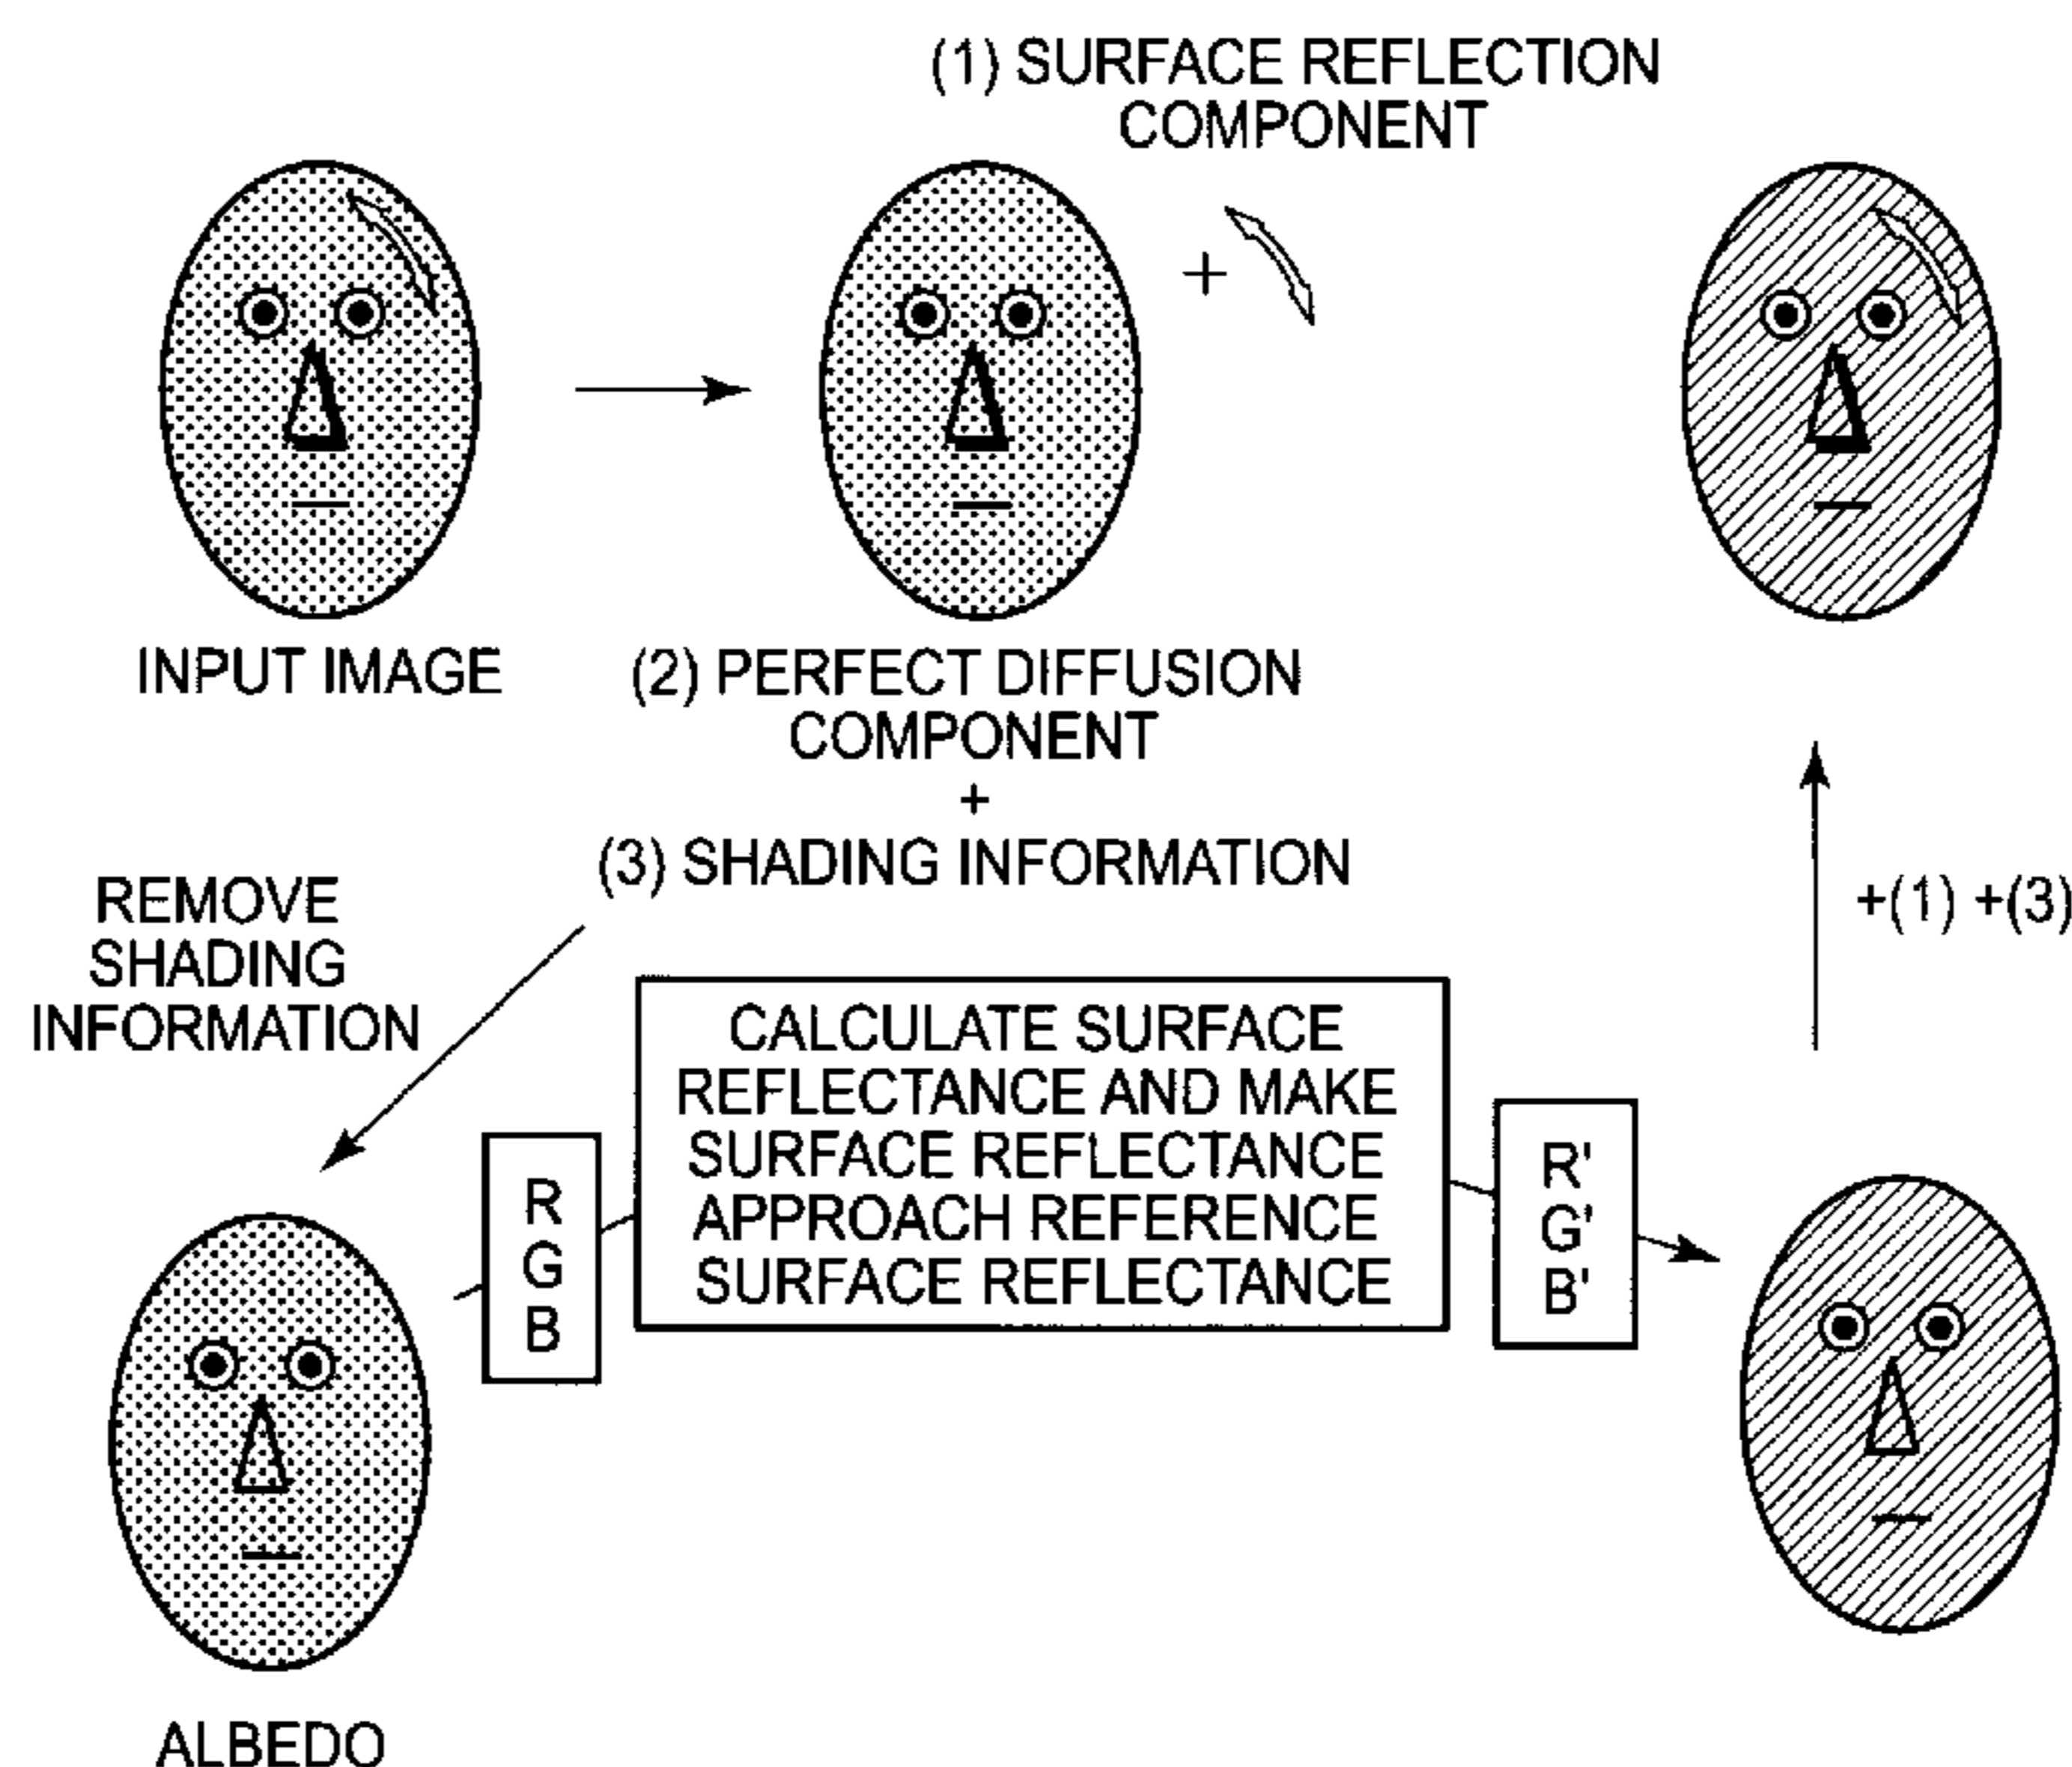 (1) SURFACE REFLECTION
COMPONENT
+
INPUT IMAGE
(2) PERFECT DIFFUSION
COMPONENT
+
(3) SHADING INFORMATION
REMOVE
SHADING
INFORMATION
+(1) +(3)
CALCULATE SURFACE
REFLECTANCE AND MAKE
SURFACE REFLECTANCE
APPROACH REFERENCE
SURFACE REFLECTANCE
R
G
B
R'
G'
B'
ALBEDO